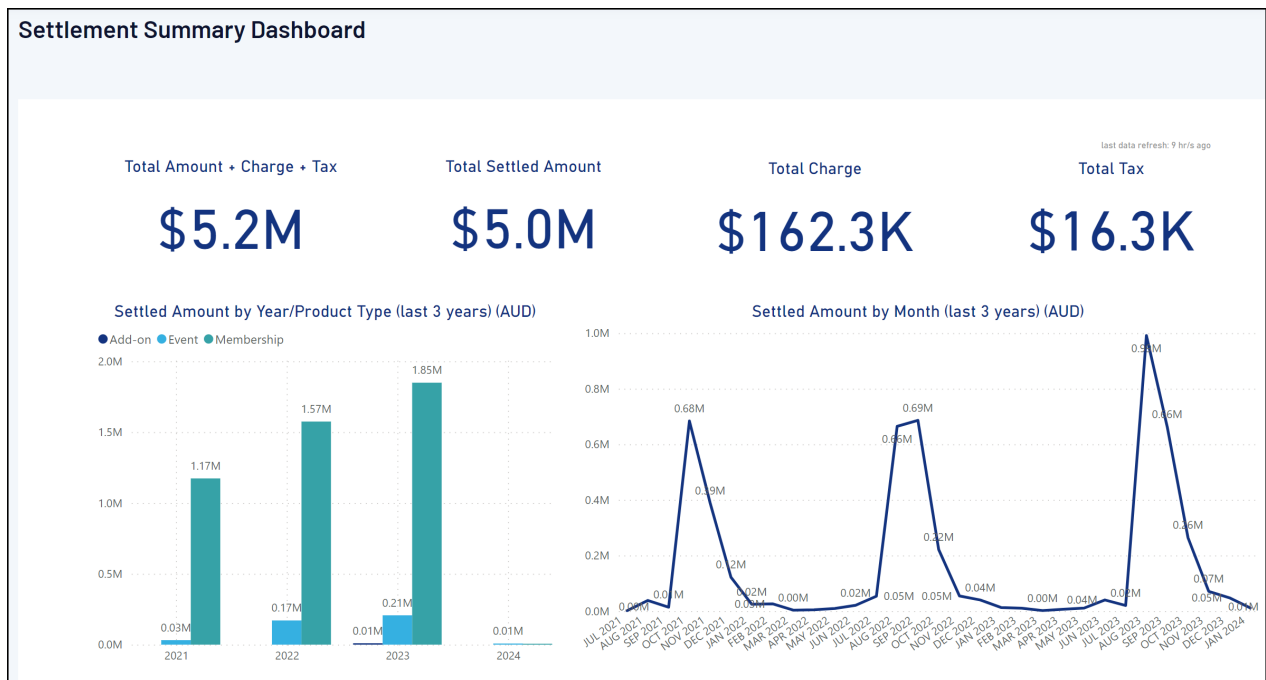 Settlement Summary Dashboard
last data refresh: 9 hr/s ago
Total Amount + Charge + Tax
Total Settled Amount
Total Charge
Total Tax
$5.2M
$5.0M
$162.3K
$16.3K
Settled Amount by Year/Product Type (last 3 years) (AUD)
Add-on
Event
Membership
2.0M
1.5M
1.0M
0.5M
0.0M
0.03M
1.17M
0.17M
1.57M
0.01M
0.21M
1.85M
0.01M
2021
2022
2023
2024
Settled Amount by Month (last 3 years) (AUD)
1.0M
0.8M
0.6M
0.4M
0.2M
0.0M
0.00M
0.01M
0.68M
0.39M
0.12M
0.02M
0.03M
0.00M
0.02M
0.05M
0.66M
0.69M
0.22M
0.05M
0.04M
0.00M
0.04M
0.02M
0.66M
0.26M
0.07M
0.05M
0.01M
JUL 2021
AUG 2021
SEP 2021
OCT 2021
NOV 2021
DEC 2021
JAN 2022
FEB 2022
MAR 2022
APR 2022
MAY 2022
JUN 2022
JUL 2022
AUG 2022
SEP 2022
OCT 2022
NOV 2022
DEC 2022
JAN 2023
FEB 2023
MAR 2023
APR 2023
MAY 2023
JUN 2023
JUL 2023
AUG 2023
SEP 2023
OCT 2023
NOV 2023
DEC 2023
JAN 2024